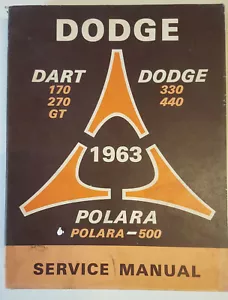 DODGE
DART DODGE
170 330
270 440
GT
1963
POLARA
POLARA-500
SERVICE MANUAL